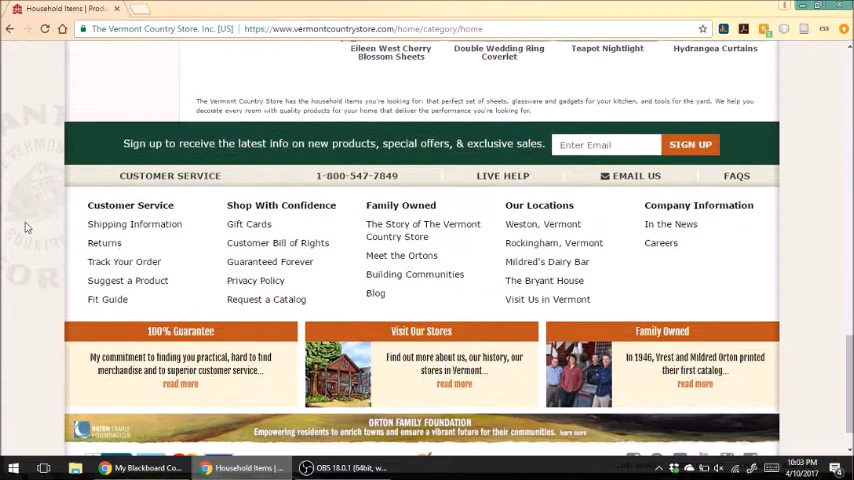 Household Items | Produ
The Vermont Country Store, Inc. [US]
https://www.vermontcountrystore.com/home/category/home
Eileen West Cherry Blossom Sheets
Double Wedding Ring Coverlet
Teapot Nightlight
Hydrangea Curtains
The Vermont Country Store has the household items you're looking for: that perfect set of sheets, glassware and gadgets for your kitchen, and tools for the yard. We help you
decorate every room with quality products for your home that deliver the performance you're looking for.
Sign up to receive the latest info on new products, special offers, & exclusive sales.
Enter Email
SIGN UP
CUSTOMER SERVICE
1-800-547-7849
LIVE HELP
EMAIL US
FAQS
Customer Service
Shipping Information
Returns
Track Your Order
Suggest a Product
Fit Guide
Shop With Confidence
Gift Cards
Customer Bill of Rights
Guaranteed Forever
Privacy Policy
Request a Catalog
Family Owned
The Story of The Vermont
Country Store
Meet the Ortons
Building Communities
Blog
Our Locations
Weston, Vermont
Rockingham, Vermont
Mildred's Dairy Bar
The Bryant House
Visit Us in Vermont
Company Information
In the News
Careers
100% Guarantee
My commitment to finding you practical, hard to find
merchandise and to superior customer service...
read more
Visit Our Stores
Find out more about us, our history, our
stores in Vermont...
read more
Family Owned
In 1946, Vrest and Mildred Orton printed
their first catalog...
read more
ORTON FAMILY
FOUNDATION
ORTON FAMILY FOUNDATION
Empowering residents to enrich towns and ensure a vibrant future for their communities. learn more
My Blackboard Co...
Household Items | ...
OBS 18.0.1 (64bit, w...
10:03 PM
4/10/2017